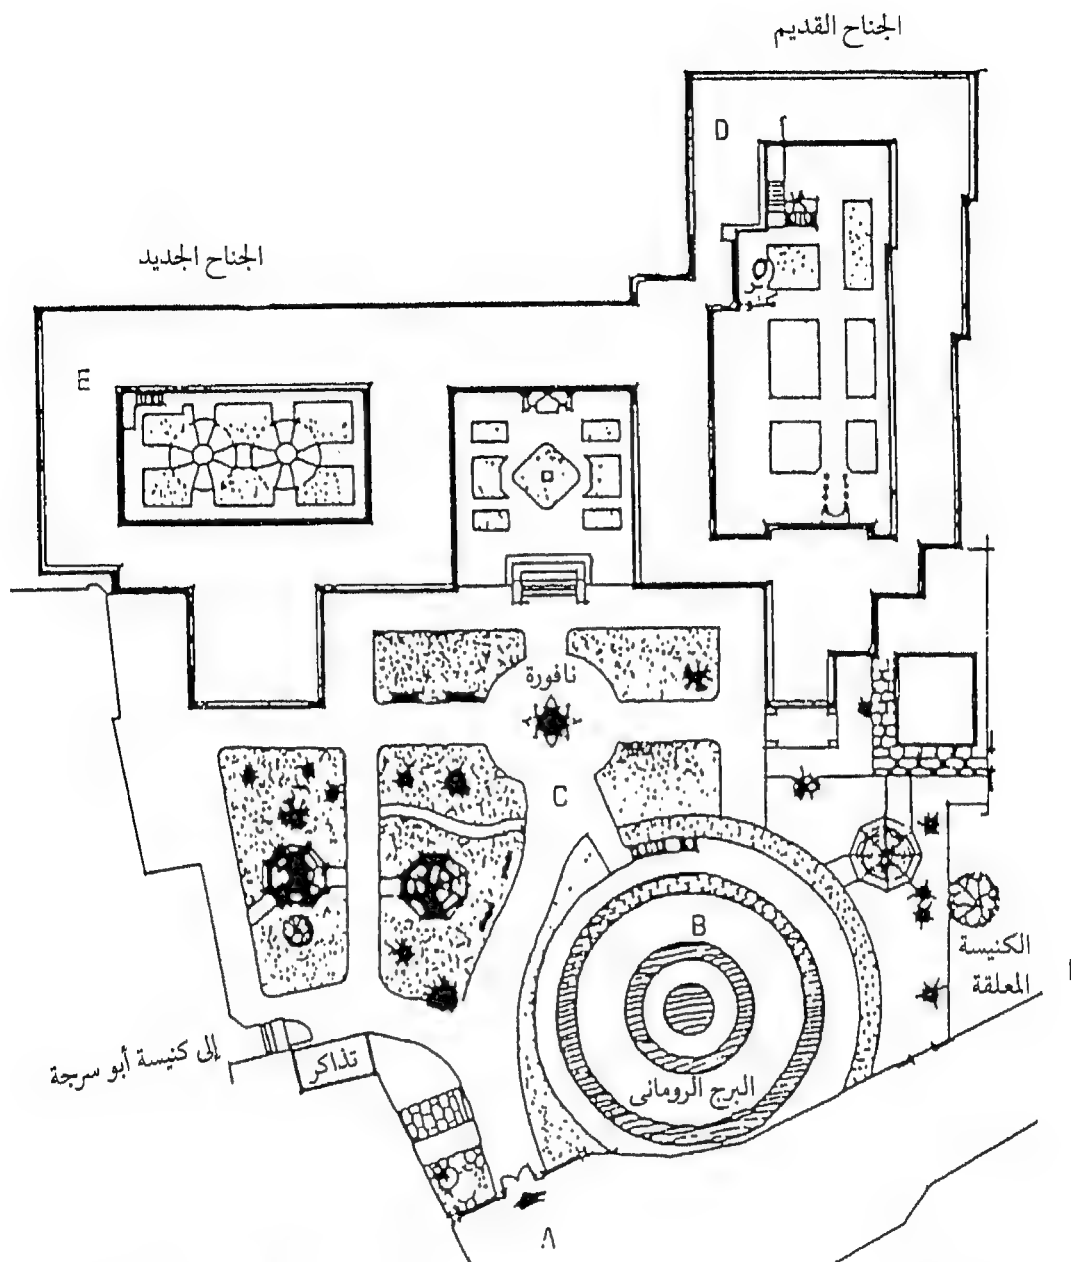 الجناح القديم
D
الجناح الجديد
E
نافورة
C
B
الكنيسة
المعلقة
البرج الرومانى
إلى كنيسة أبو سرجة
تذاكر
A